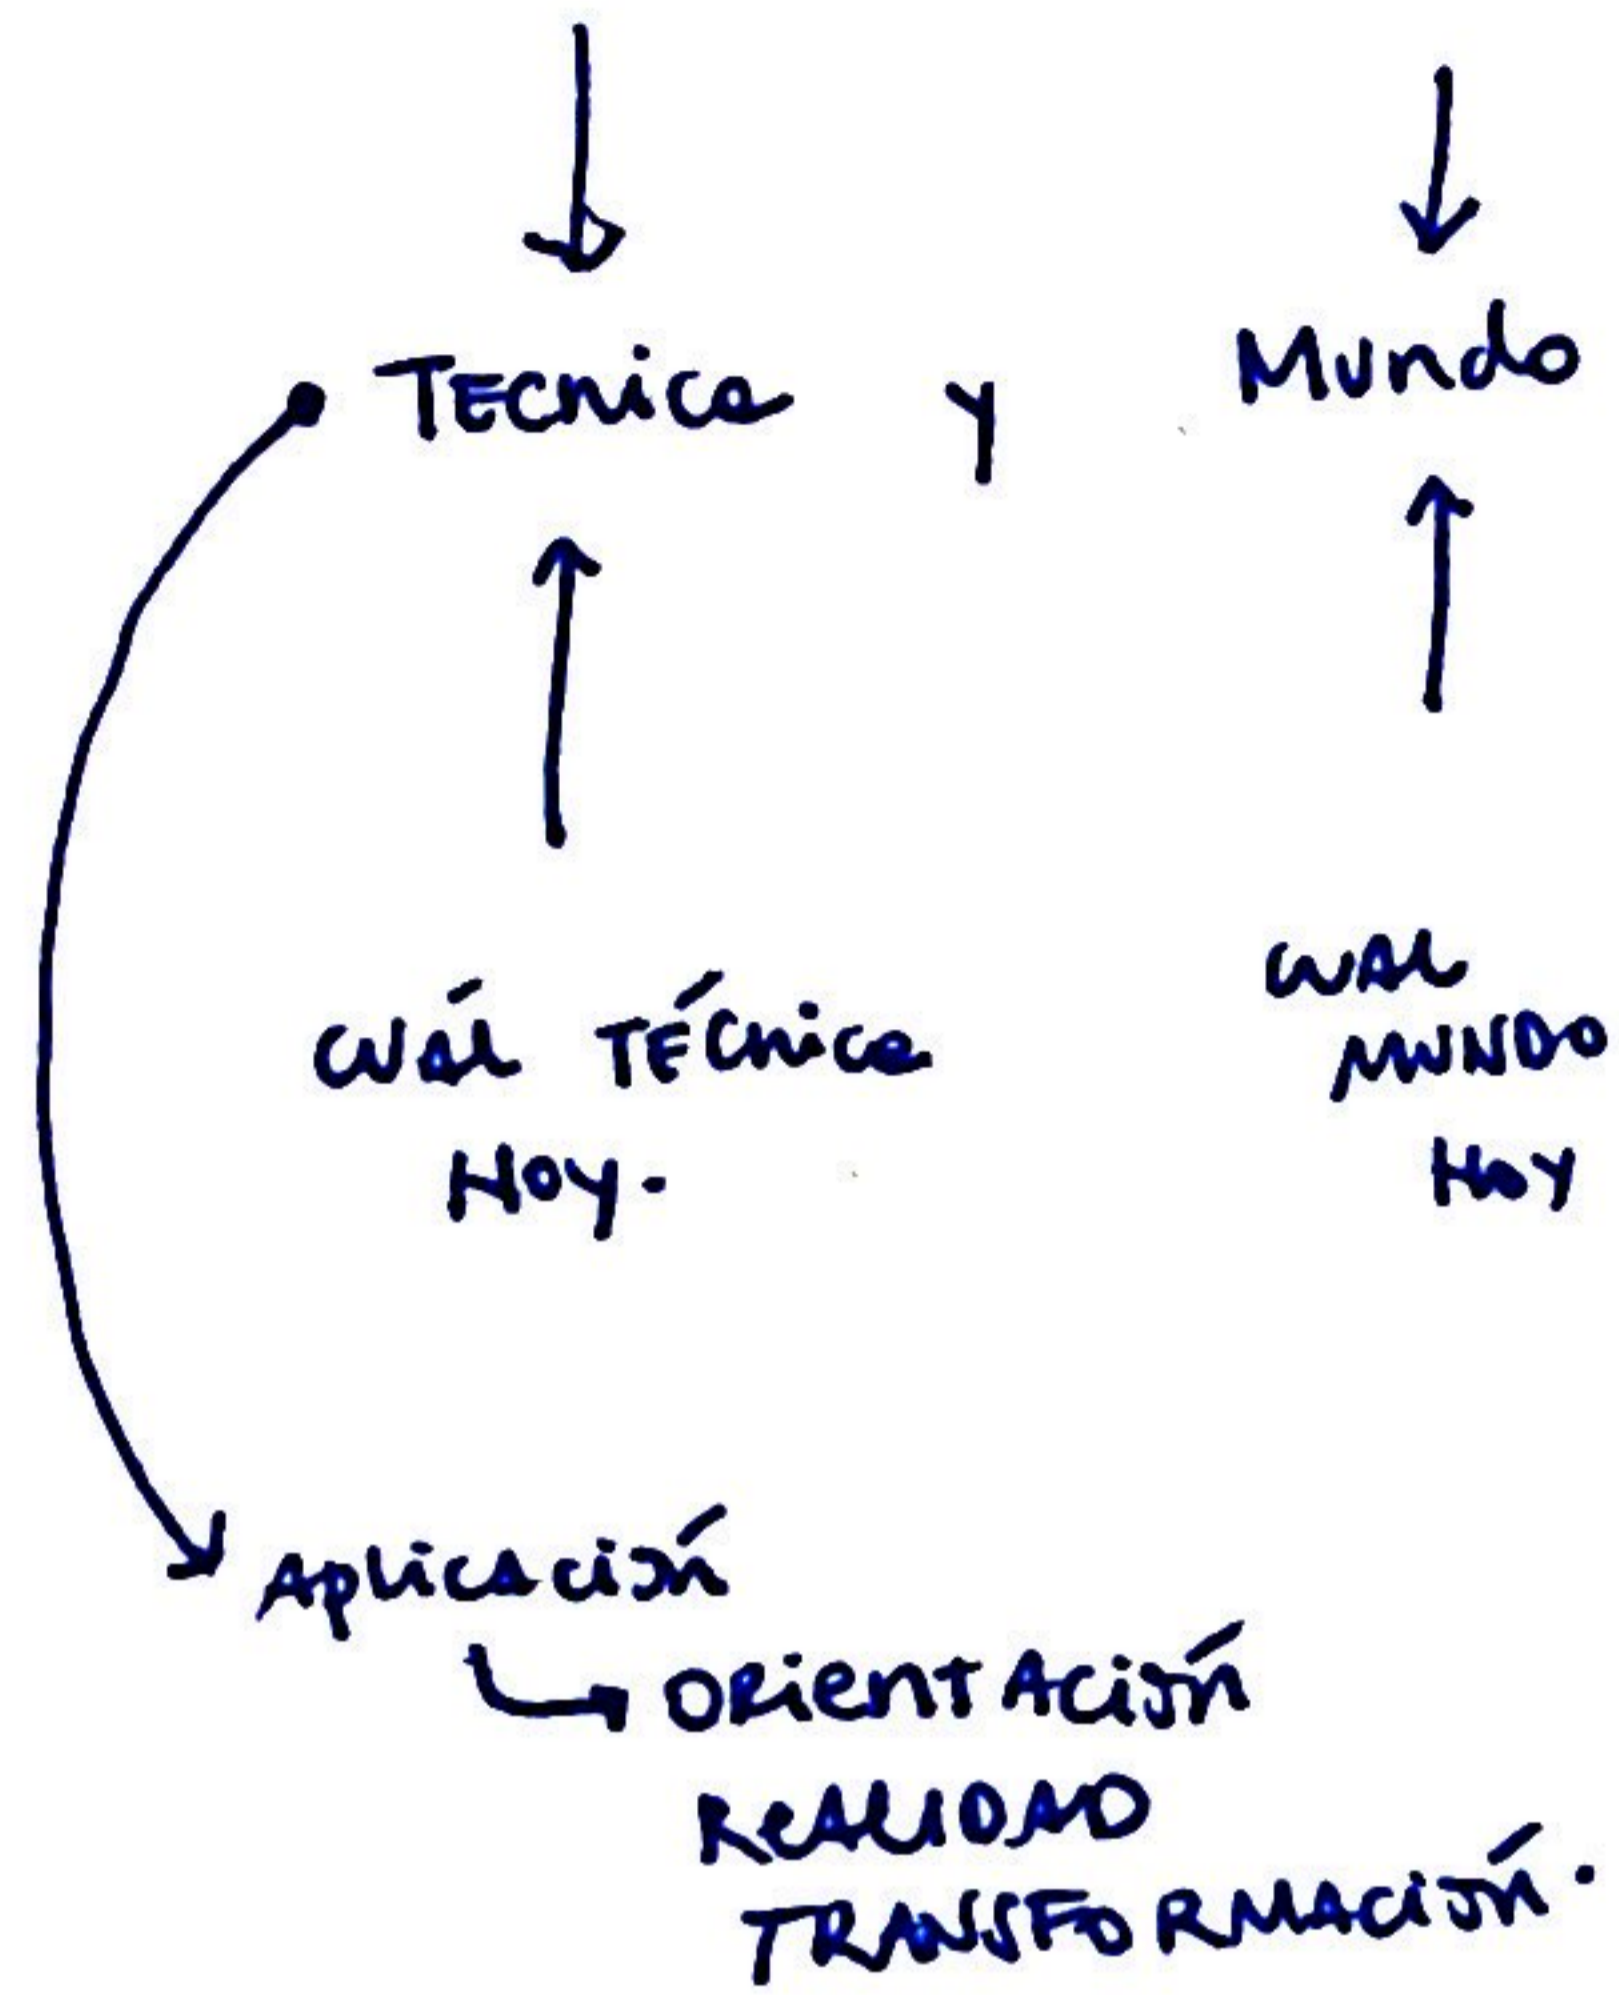 Tecnica y Mundo
Cuál Técnica
Hoy.
Cual
Mundo
Hoy
Aplicación
Orientación
Realidad
Transformación.